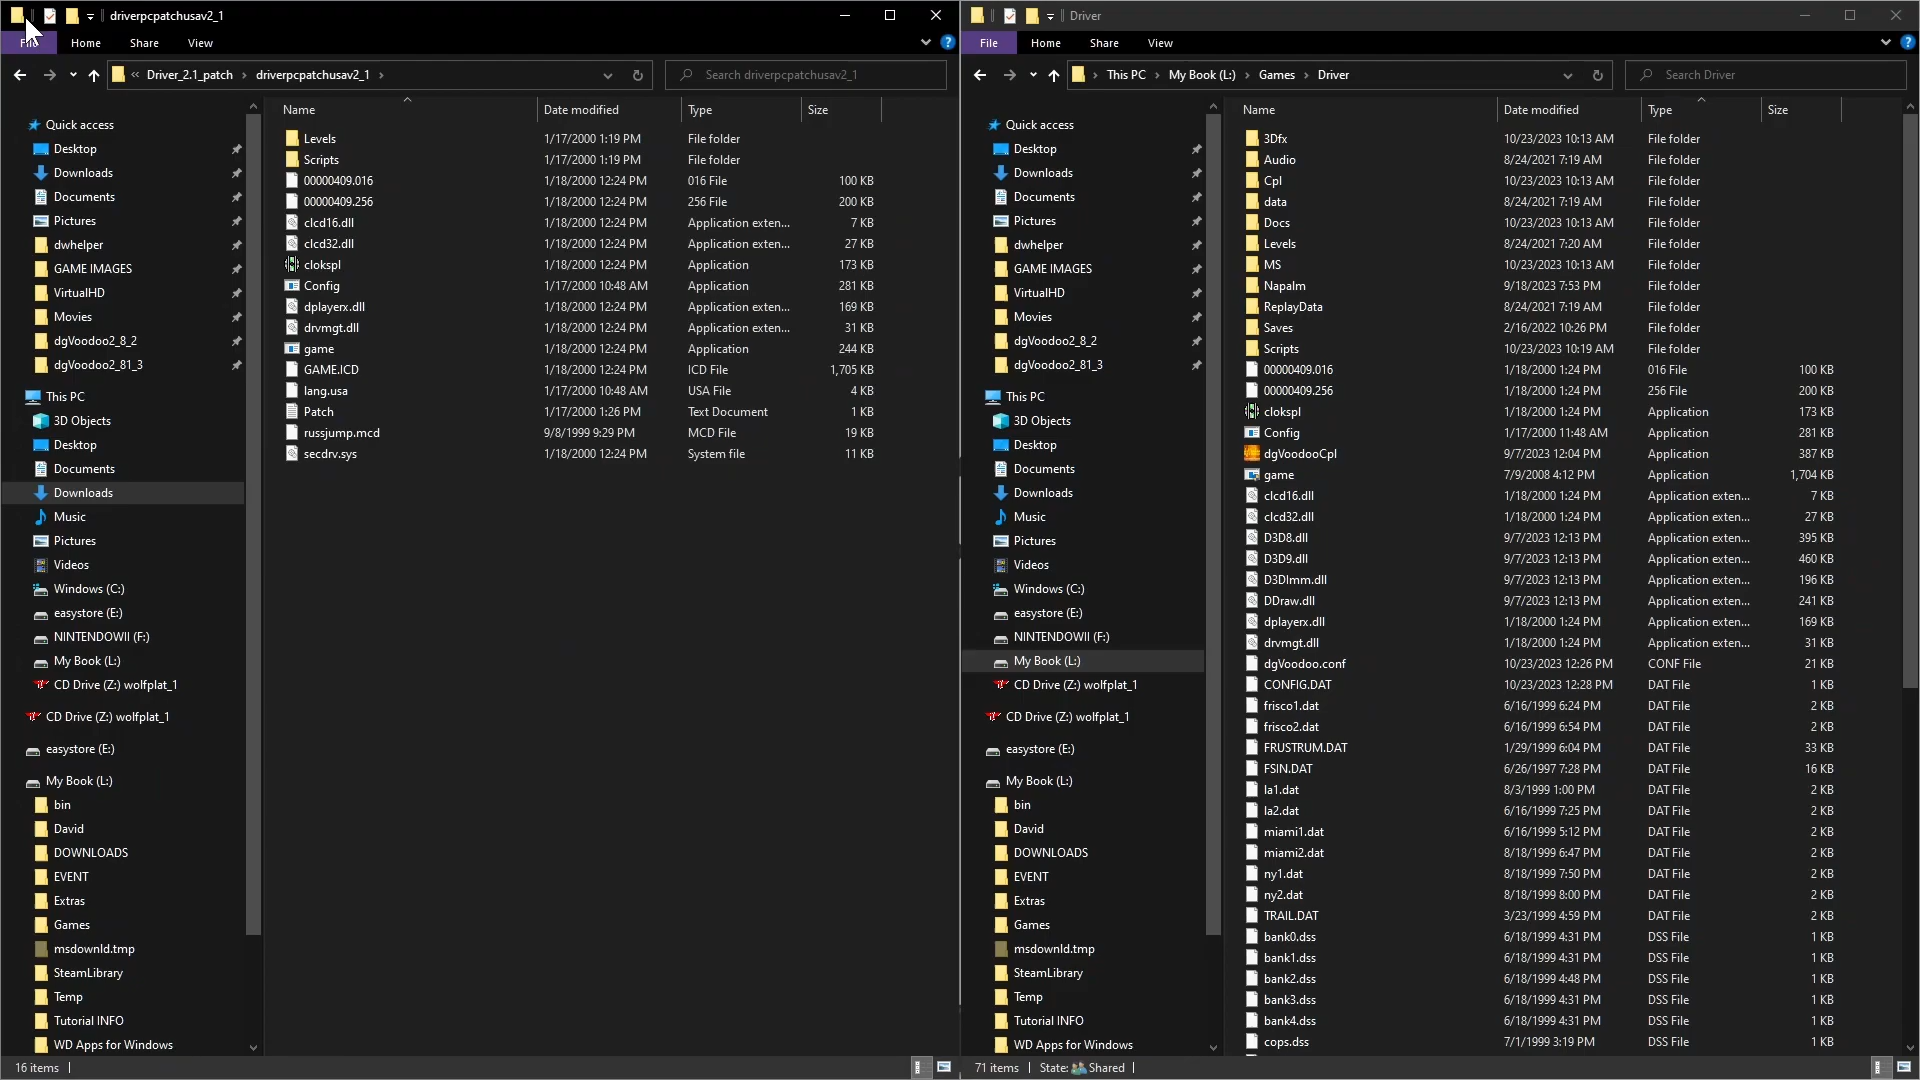 driverpcpatchusav2_1
File Home Share View
Driver_2.1_patch driverpcpatchusav2_1
Search driverpcpatchusav2_1
Quick access
Desktop
Downloads
Documents
Pictures
dwhelper
GAME IMAGES
VirtualHD
Movies
dgVoodoo2_8_2
dgVoodoo2_81_3
This PC
3D Objects
Desktop
Documents
Downloads
Music
Pictures
Videos
Windows (C:)
easystore (E:)
NINTENDOWII (F:)
My Book (L:)
CD Drive (Z:) wolfplat_1
CD Drive (Z:) wolfplat_1
easystore (E:)
My Book (L:)
bin
David
DOWNLOADS
EVENT
Extras
Games
msdownld.tmp
SteamLibrary
Temp
Tutorial INFO
WD Apps for Windows
Name Date modified Type Size
Levels 1/17/2000 1:19 PM File folder
Scripts 1/17/2000 1:19 PM File folder
00000409.016 1/18/2000 12:24 PM 016 File 100 KB
00000409.256 1/18/2000 12:24 PM 256 File 200 KB
clcd16.dll 1/18/2000 12:24 PM Application exten... 7 KB
clcd32.dll 1/18/2000 12:24 PM Application exten... 27 KB
clokspl 1/18/2000 12:24 PM Application 173 KB
Config 1/17/2000 10:48 AM Application 281 KB
dplayerx.dll 1/18/2000 12:24 PM Application exten... 169 KB
drvmgt.dll 1/18/2000 12:24 PM Application exten... 31 KB
game 1/18/2000 12:24 PM Application 244 KB
GAME.ICD 1/18/2000 12:24 PM ICD File 1,705 KB
lang.usa 1/17/2000 10:48 AM USA File 4 KB
Patch 1/17/2000 1:26 PM Text Document 1 KB
russjump.mcd 9/8/1999 9:29 PM MCD File 19 KB
secdrv.sys 1/18/2000 12:24 PM System file 11 KB
16 items
Driver
File Home Share View
This PC My Book (L:) Games Driver
Search Driver
Quick access
Desktop
Downloads
Documents
Pictures
dwhelper
GAME IMAGES
VirtualHD
Movies
dgVoodoo2_8_2
dgVoodoo2_81_3
This PC
3D Objects
Desktop
Documents
Downloads
Music
Pictures
Videos
Windows (C:)
easystore (E:)
NINTENDOWII (F:)
My Book (L:)
CD Drive (Z:) wolfplat_1
CD Drive (Z:) wolfplat_1
easystore (E:)
My Book (L:)
bin
David
DOWNLOADS
EVENT
Extras
Games
msdownld.tmp
SteamLibrary
Temp
Tutorial INFO
WD Apps for Windows
Name Date modified Type Size
3Dfx 10/23/2023 10:13 AM File folder
Audio 8/24/2021 7:19 AM File folder
Cpl 10/23/2023 10:13 AM File folder
data 8/24/2021 7:19 AM File folder
Docs 10/23/2023 10:13 AM File folder
Levels 8/24/2021 7:20 AM File folder
MS 10/23/2023 10:13 AM File folder
Napalm 9/18/2023 7:53 PM File folder
ReplayData 8/24/2021 7:19 AM File folder
Saves 2/16/2022 10:26 PM File folder
Scripts 10/23/2023 10:19 AM File folder
00000409.016 1/18/2000 1:24 PM 016 File 100 KB
00000409.256 1/18/2000 1:24 PM 256 File 200 KB
clokspl 1/18/2000 1:24 PM Application 173 KB
Config 1/17/2000 11:48 AM Application 281 KB
dgVoodooCpl 9/7/2023 12:04 PM Application 387 KB
game 7/9/2008 4:12 PM Application 1,704 KB
clcd16.dll 1/18/2000 1:24 PM Application exten... 7 KB
clcd32.dll 1/18/2000 1:24 PM Application exten... 27 KB
D3D8.dll 9/7/2023 12:13 PM Application exten... 395 KB
D3D9.dll 9/7/2023 12:13 PM Application exten... 460 KB
D3DImm.dll 9/7/2023 12:13 PM Application exten... 196 KB
DDraw.dll 9/7/2023 12:13 PM Application exten... 241 KB
dplayerx.dll 1/18/2000 1:24 PM Application exten... 169 KB
drvmgt.dll 1/18/2000 1:24 PM Application exten... 31 KB
dgVoodoo.conf 10/23/2023 12:26 PM CONF File 21 KB
CONFIG.DAT 10/23/2023 12:28 PM DAT File 1 KB
frisco1.dat 6/16/1999 6:24 PM DAT File 2 KB
frisco2.dat 6/16/1999 6:54 PM DAT File 2 KB
FRUSTRUM.DAT 1/29/1999 6:04 PM DAT File 33 KB
FSIN.DAT 6/26/1997 7:28 PM DAT File 16 KB
la1.dat 8/3/1999 1:00 PM DAT File 2 KB
la2.dat 6/16/1999 7:25 PM DAT File 2 KB
miami1.dat 6/16/1999 5:12 PM DAT File 2 KB
miami2.dat 8/18/1999 6:47 PM DAT File 2 KB
ny1.dat 8/18/1999 7:50 PM DAT File 2 KB
ny2.dat 8/18/1999 8:00 PM DAT File 2 KB
TRAIL.DAT 3/23/1999 4:59 PM DAT File 2 KB
bank0.dss 6/18/1999 4:31 PM DSS File 1 KB
bank1.dss 6/18/1999 4:31 PM DSS File 1 KB
bank2.dss 6/18/1999 4:48 PM DSS File 1 KB
bank3.dss 6/18/1999 4:31 PM DSS File 1 KB
bank4.dss 6/18/1999 4:31 PM DSS File 1 KB
cops.dss 7/1/1999 3:19 PM DSS File 1 KB
71 items State: Shared